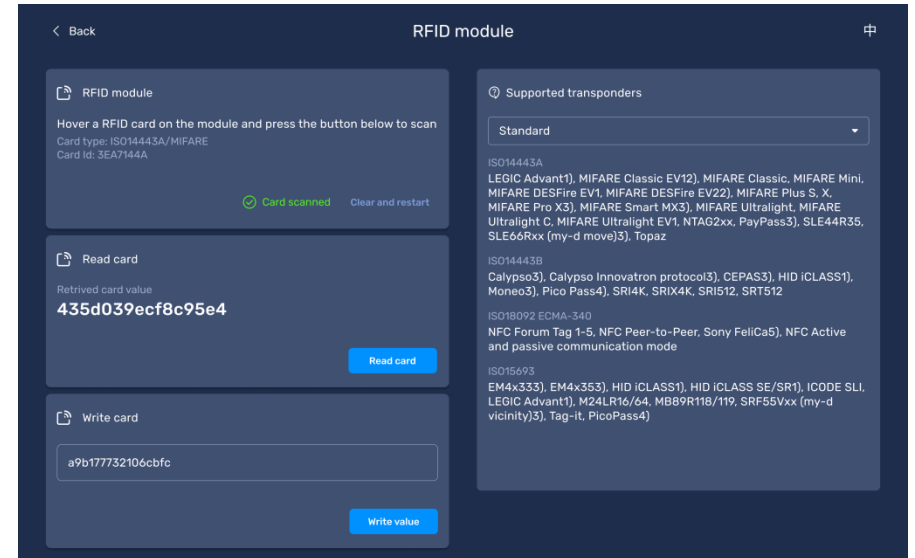 Back
RFID module
中
RFID module
Hover a RFID card on the module and press the button below to scan
Card type: ISO14443A/MIFARE
Card Id: 3EA7144A
Card scanned
Clear and restart
Read card
Retrived card value
435d039ecf8c95e4
Read card
Write card
a9b177732106cbfc
Write value
Supported transponders
Standard
ISO14443A
LEGIC Advant1), MIFARE Classic EV12), MIFARE Classic, MIFARE Mini,
MIFARE DESFire EV1, MIFARE DESFire EV22), MIFARE Plus S, X,
MIFARE Pro X3), MIFARE Smart MX3), MIFARE Ultralight, MIFARE
Ultralight C, MIFARE Ultralight EV1, NTAG2xx, PayPass3), SLE44R35,
SLE66Rxx (my-d move)3), Topaz
ISO14443B
Calypso3), Calypso Innovatron protocol3), CEPAS3), HID iCLASS1),
Moneo3), Pico Pass4), SRI4K, SRIX4K, SRI512, SRT512
ISO18092 ECMA-340
NFC Forum Tag 1-5, NFC Peer-to-Peer, Sony FeliCa5), NFC Active
and passive communication mode
ISO15693
EM4x333), EM4x353), HID iCLASS1), HID iCLASS SE/SR1), ICODE SLI,
LEGIC Advant1), M24LR16/64, MB89R118/119, SRF55Vxx (my-d
vicinity)3), Tag-it, PicoPass4)